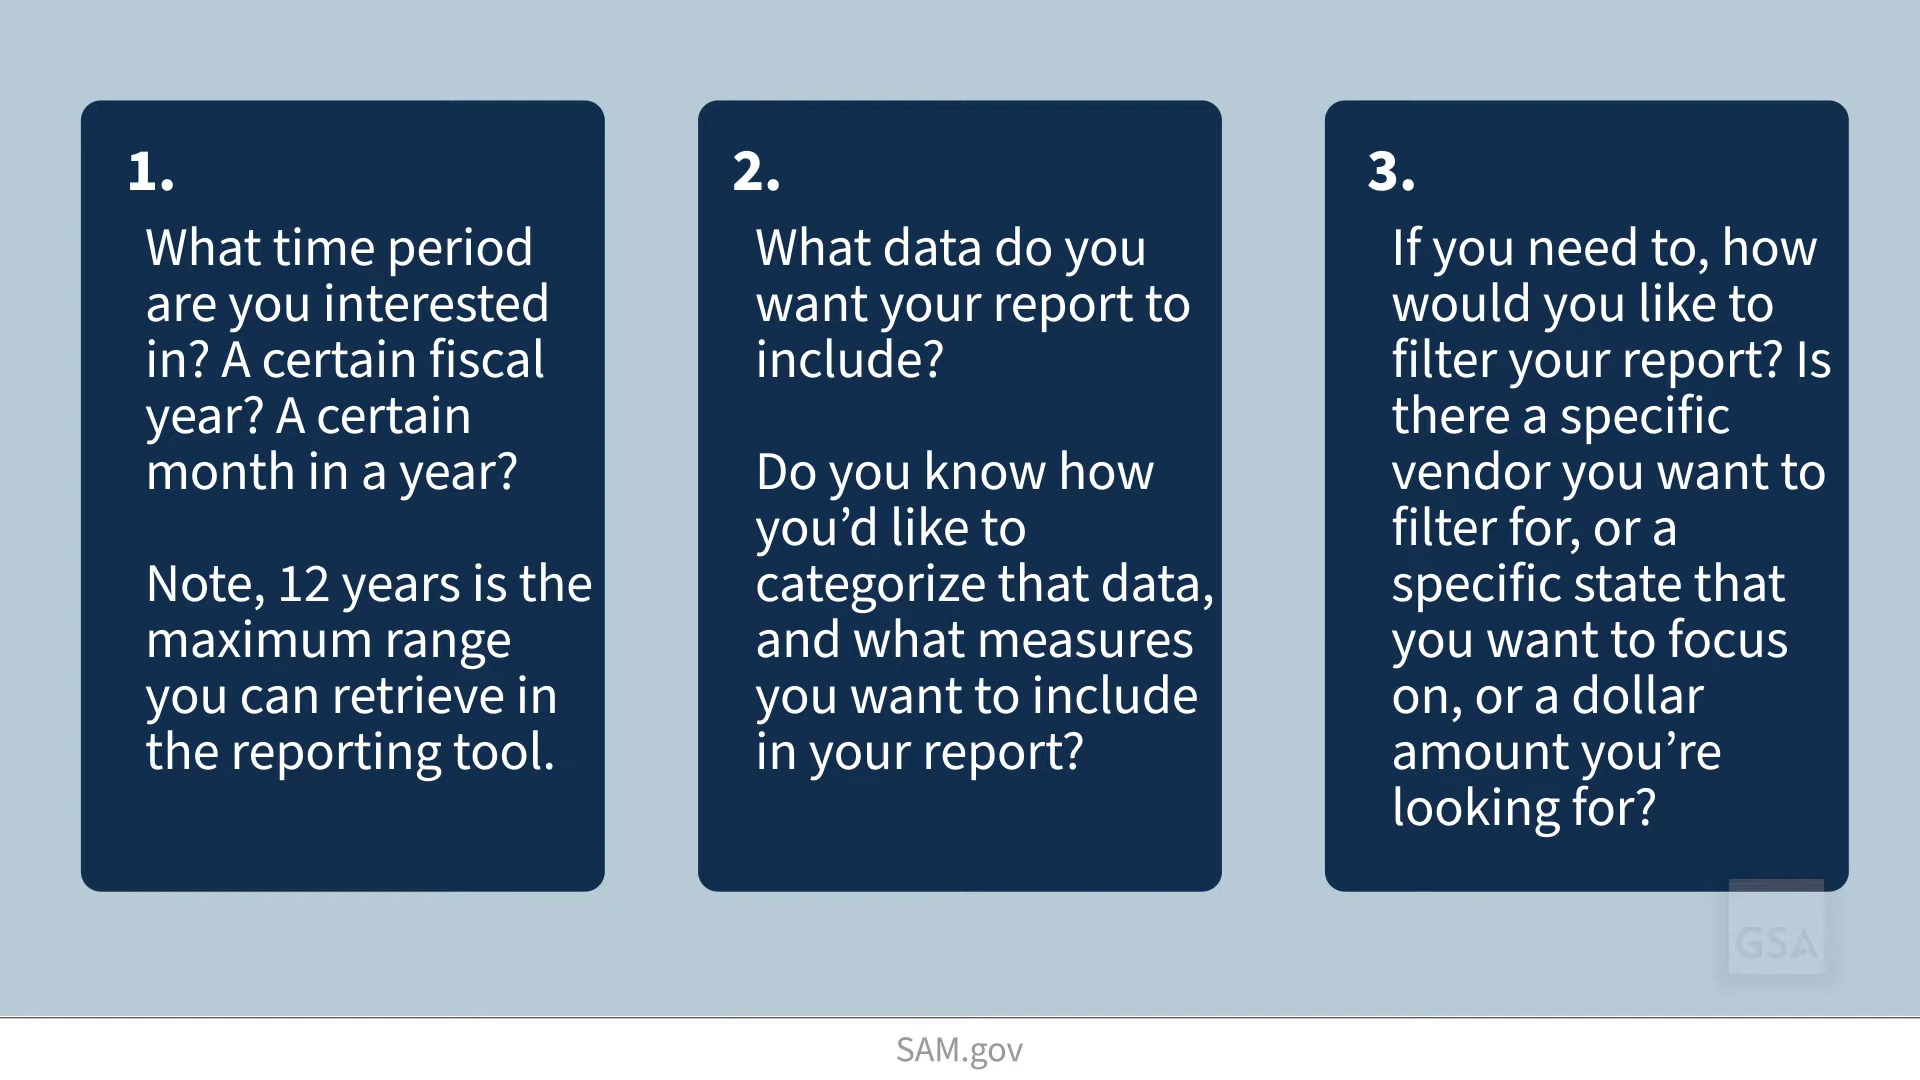 1.
What time period
are you interested
in? A certain fiscal
year? A certain
month in a year?
Note, 12 years is the
maximum range
you can retrieve in
the reporting tool.
2.
What data do you
want your report to
include?
Do you know how
you’d like to
categorize that data,
and what measures
you want to include
in your report?
3.
If you need to, how
would you like to
filter your report? Is
there a specific
vendor you want to
filter for, or a
specific state that
you want to focus
on, or a dollar
amount you’re
looking for?
GSA
SAM.gov